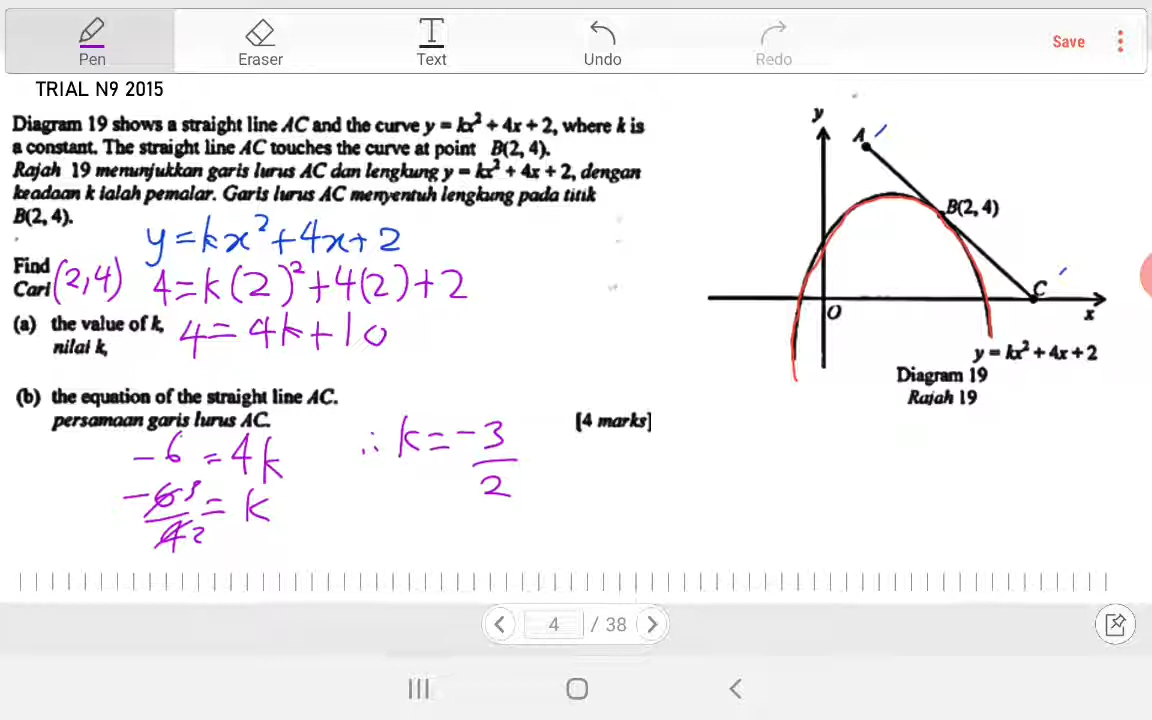 Pen
Eraser
Text
Undo
Redo
Save
TRIAL N9 2015
Diagram 19 shows a straight line AC and the curve y = kx² + 4x + 2, where k is
a constant. The straight line AC touches the curve at point B(2, 4).
Rajah 19 menunjukkan garis lurus AC dan lengkung y = kx² + 4x + 2, dengan
keadaan k ialah pemalar. Garis lurus AC menyentuh lengkung pada titik
B(2, 4).
y = kx² + 4x + 2
Find
Cari
(2,4) 4 = k(2)² + 4(2) + 2
(a) the value of k,
nilai k,
4 = 4k + 10
(b) the equation of the straight line AC.
persamaan garis lurus AC.
[4 marks]
-6 = 4k
-6 3 / 4 2 = k
∴ k = -3/2
y
A
B(2, 4)
C
O
x
y = kx² + 4x + 2
Diagram 19
Rajah 19
4 / 38